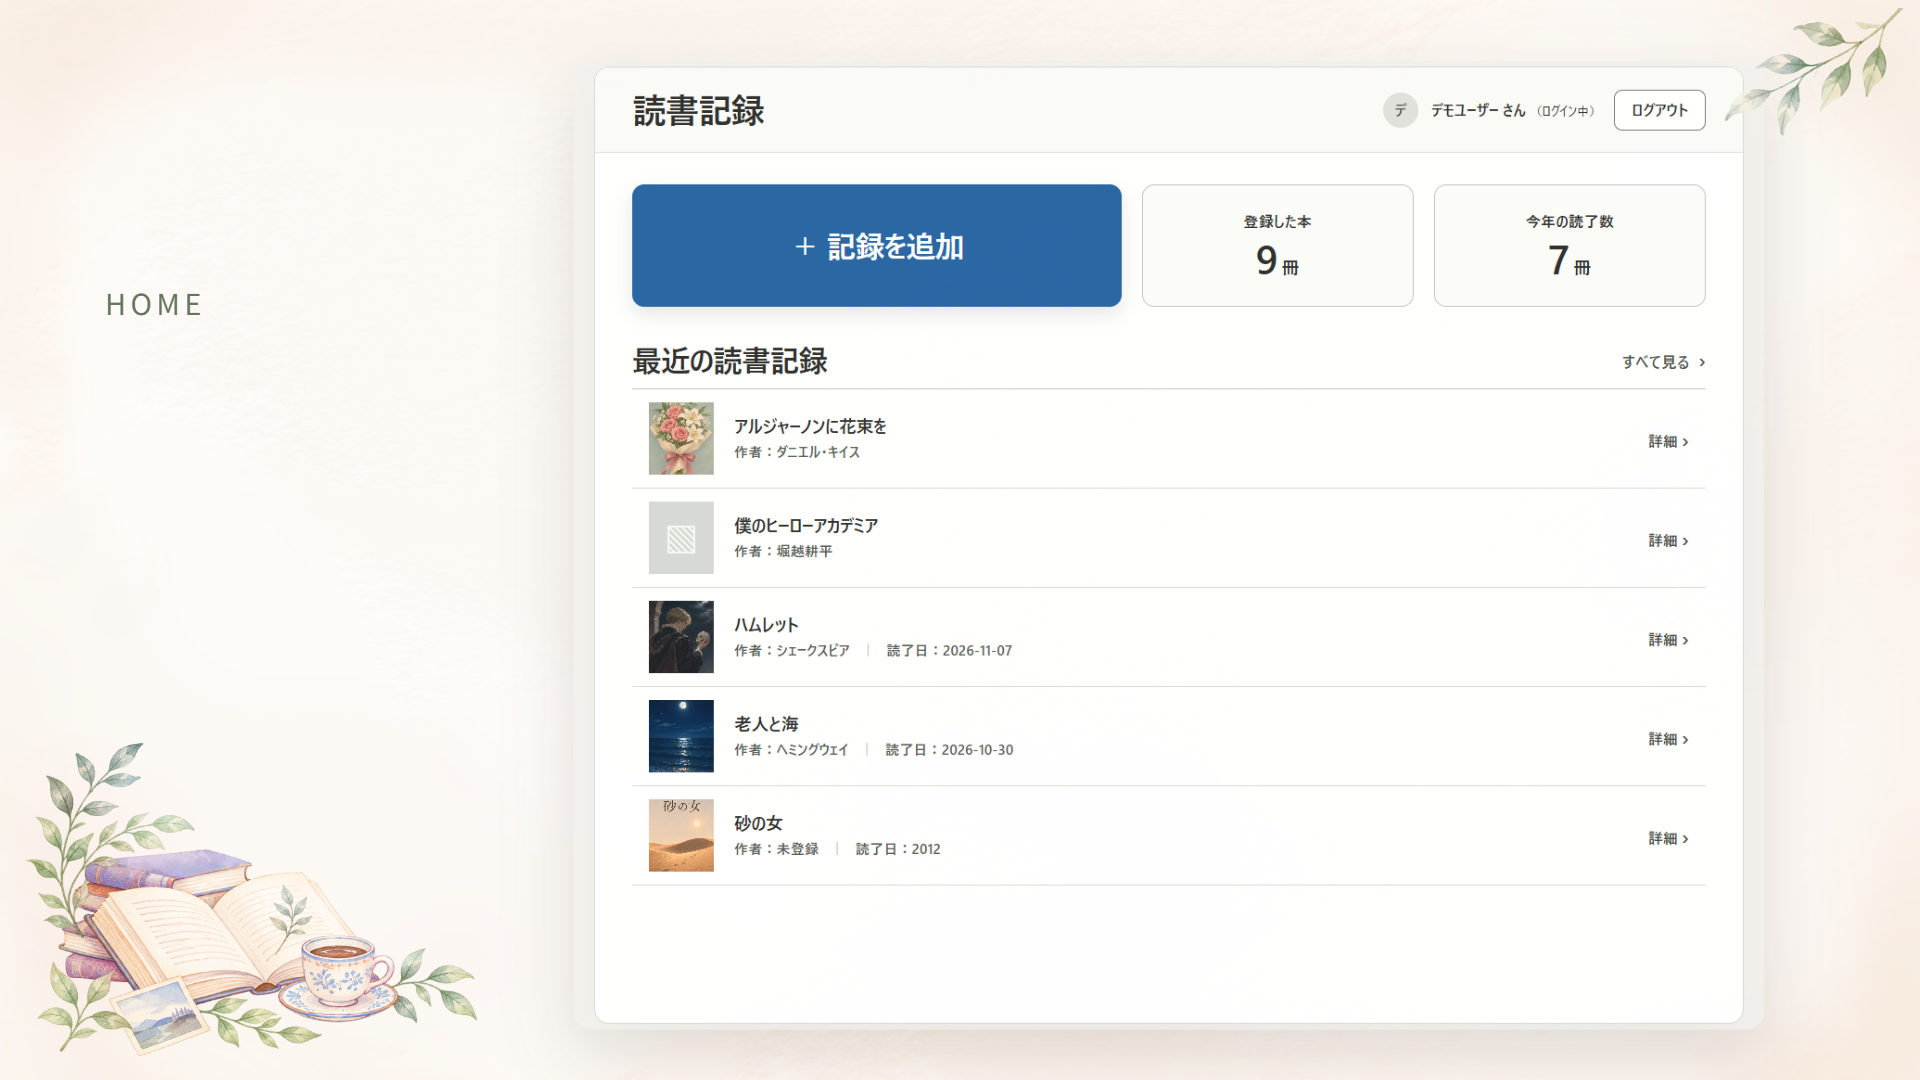 HOME
読書記録
デ デモユーザー さん （ログイン中） ログアウト
＋ 記録を追加
登録した本
9 冊
今年の読了数
7 冊
最近の読書記録
すべて見る ›
アルジャーノンに花束を
作者：ダニエル・キイス
詳細 ›
僕のヒーローアカデミア
作者：堀越耕平
詳細 ›
ハムレット
作者：シェークスピア | 読了日：2026-11-07
詳細 ›
老人と海
作者：ヘミングウェイ | 読了日：2026-10-30
詳細 ›
砂の女
砂の女
作者：未登録 | 読了日：2012
詳細 ›